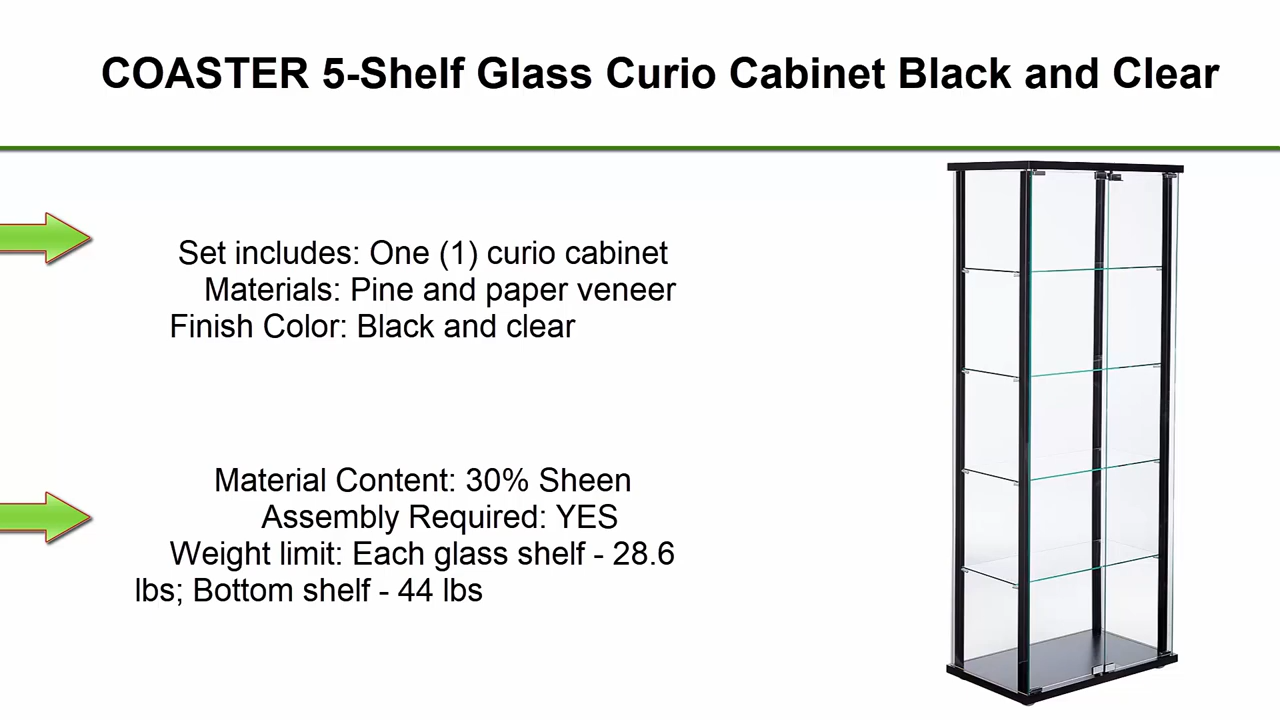 COASTER 5-Shelf Glass Curio Cabinet Black and Clear
Set includes: One (1) curio cabinet
Materials: Pine and paper veneer
Finish Color: Black and clear
Material Content: 30% Sheen
Assembly Required: YES
Weight limit: Each glass shelf - 28.6
lbs; Bottom shelf - 44 lbs